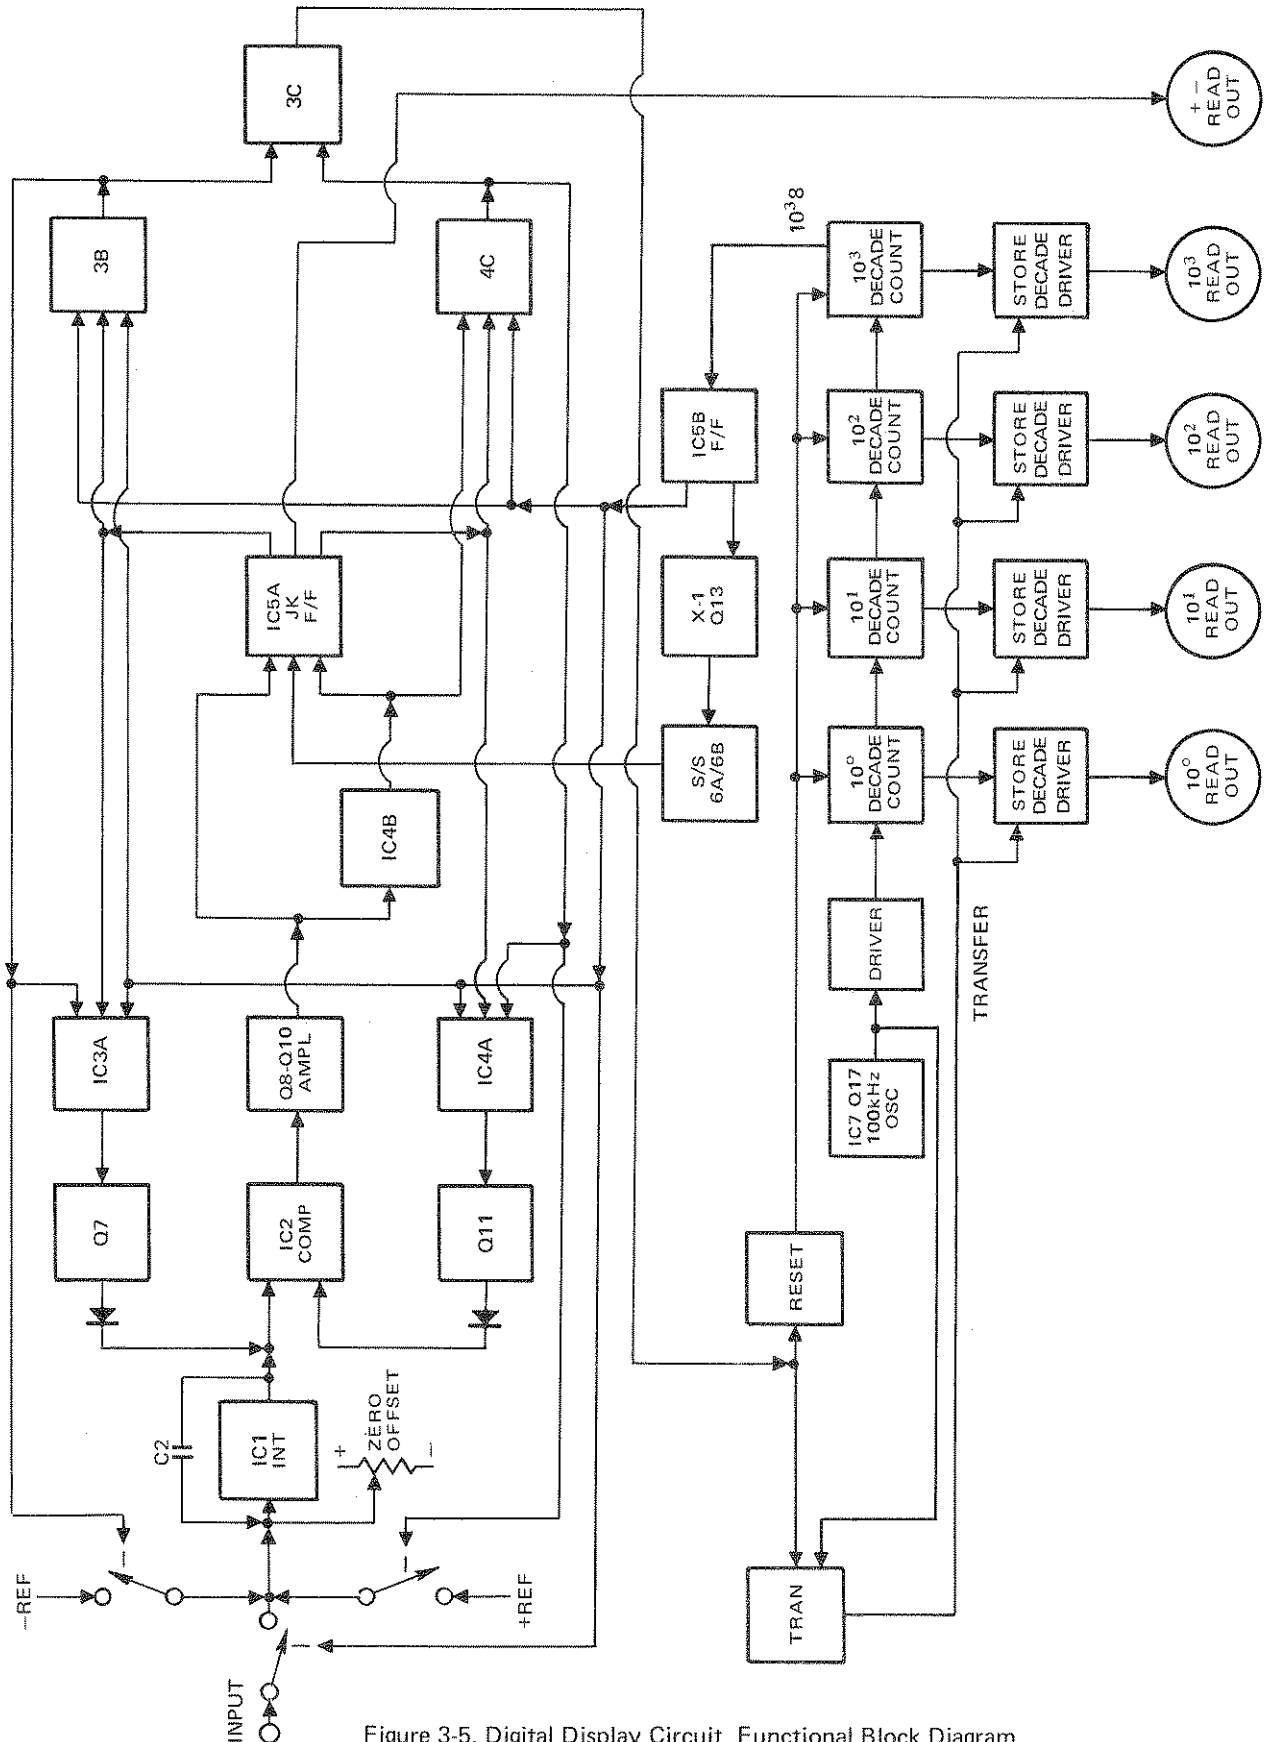 INPUT
–REF
+REF
C2
IC1
INT
+
ZERO
OFFSET
–
Q7
IC2
COMP
Q11
IC3A
Q8-Q10
AMPL
IC4A
IC4B
IC5A
JK
F/F
3B
4C
3C
S/S
6A/6B
X-1
Q13
IC5B
F/F
10³8
TRAN
RESET
IC7 Q17
100kHz
OSC
DRIVER
TRANSFER
10⁰
DECADE
COUNT
10¹
DECADE
COUNT
10²
DECADE
COUNT
10³
DECADE
COUNT
STORE
DECADE
DRIVER
STORE
DECADE
DRIVER
STORE
DECADE
DRIVER
STORE
DECADE
DRIVER
10⁰
READ
OUT
10¹
READ
OUT
10²
READ
OUT
10³
READ
OUT
+ –
READ
OUT
Figure 3-5. Digital Display Circuit, Functional Block Diagram